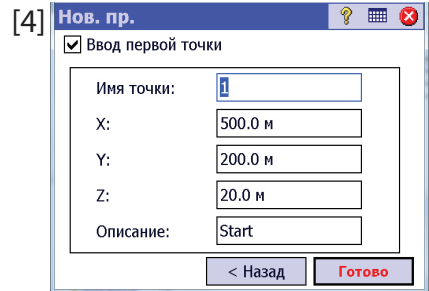 [4] Нов. пр.
Ввод первой точки
Имя точки: 1
X: 500.0 м
Y: 200.0 м
Z: 20.0 м
Описание: Start
< Назад Готово